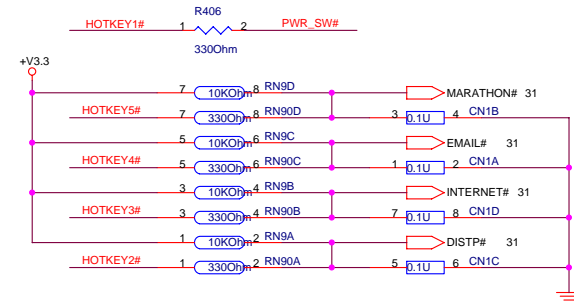 R406
HOTKEY1# 1 2 PWR_SW#
330Ohm
+V3.3
7 10KOhm 8 RN9D MARATHON# 31
HOTKEY5# 7 330Ohm 8 RN90D 3 0.1U 4 CN1B
5 10KOhm 6 RN9C EMAIL# 31
HOTKEY4# 5 330Ohm 6 RN90C 1 0.1U 2 CN1A
3 10KOhm 4 RN9B INTERNET# 31
HOTKEY3# 3 330Ohm 4 RN90B 7 0.1U 8 CN1D
1 10KOhm 2 RN9A DISTP# 31
HOTKEY2# 1 330Ohm 2 RN90A 5 0.1U 6 CN1C